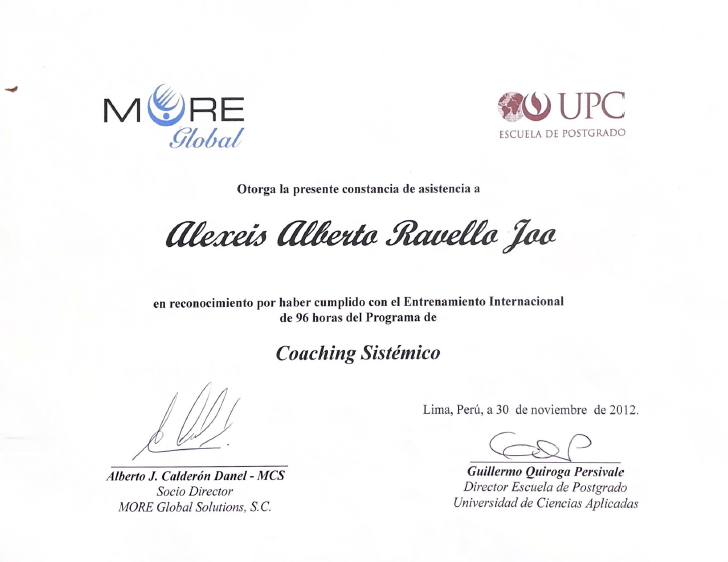 MORE
Global
UPC
ESCUELA DE POSTGRADO
Otorga la presente constancia de asistencia a
Alexeis Alberto Ravello Joo
en reconocimiento por haber cumplido con el Entrenamiento Internacional
de 96 horas del Programa de
Coaching Sistémico
Lima, Perú, a 30 de noviembre de 2012.
Alberto J. Calderón Danel - MCS
Socio Director
MORE Global Solutions, S.C.
Guillermo Quiroga Persivale
Director Escuela de Postgrado
Universidad de Ciencias Aplicadas